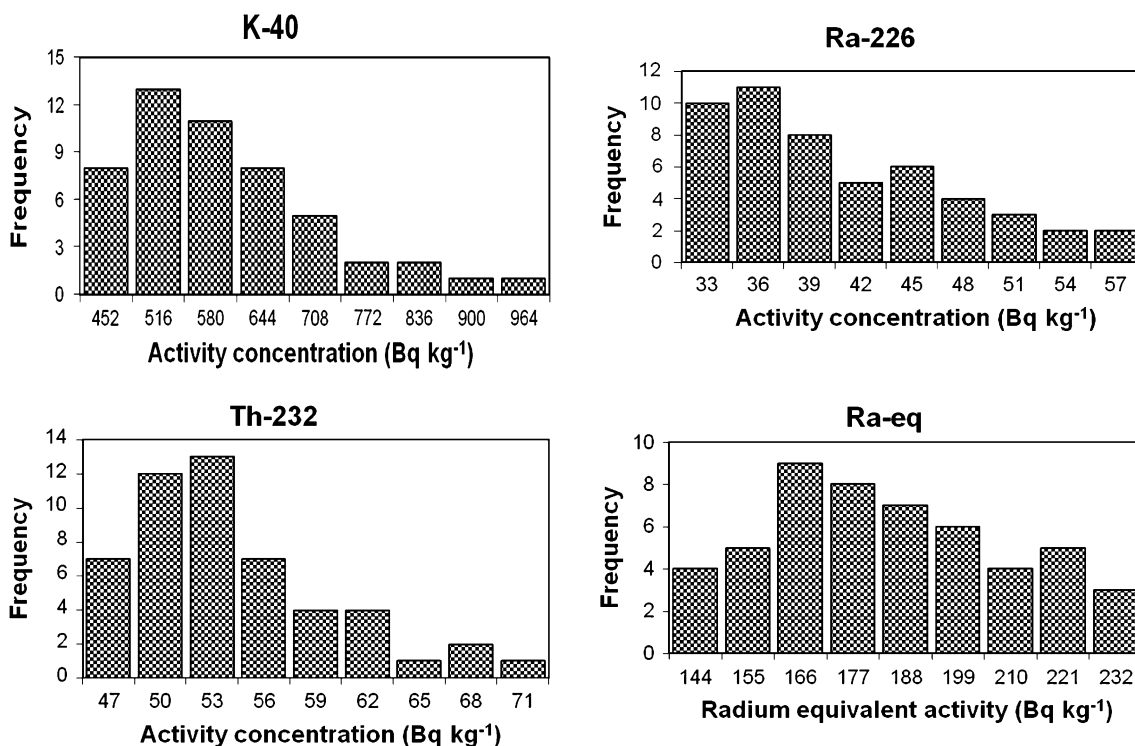 K-40
Frequency
15
12
9
6
3
0
452 516 580 644 708 772 836 900 964
Activity concentration (Bq kg⁻¹)
Ra-226
Frequency
12
10
8
6
4
2
0
33 36 39 42 45 48 51 54 57
Activity concentration (Bq kg⁻¹)
Th-232
Frequency
14
12
10
8
6
4
2
0
47 50 53 56 59 62 65 68 71
Activity concentration (Bq kg⁻¹)
Ra-eq
Frequency
10
8
6
4
2
0
144 155 166 177 188 199 210 221 232
Radium equivalent activity (Bq kg⁻¹)